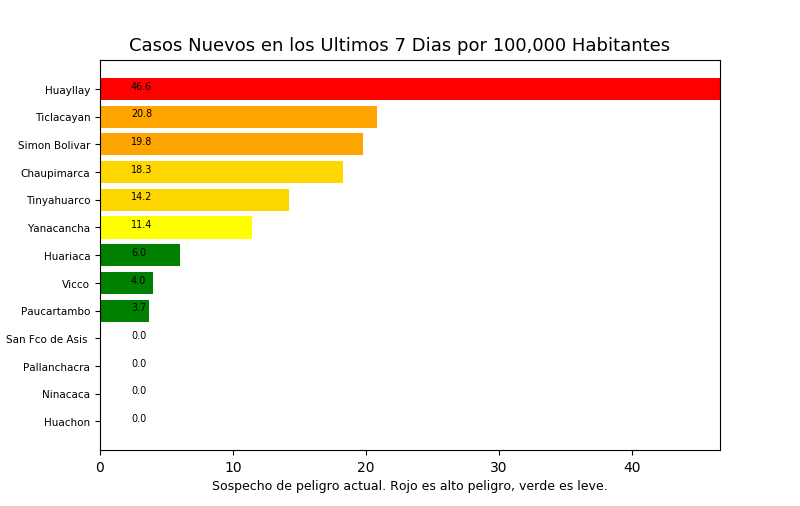 Casos Nuevos en los Ultimos 7 Dias por 100,000 Habitantes
Huayllay 46.6
Ticlacayan 20.8
Simon Bolivar 19.8
Chaupimarca 18.3
Tinyahuarco 14.2
Yanacancha 11.4
Huariaca 6.0
Vicco 4.0
Paucartambo 3.7
San Fco de Asis 0.0
Pallanchacra 0.0
Ninacaca 0.0
Huachon 0.0
0 10 20 30 40
Sospecho de peligro actual. Rojo es alto peligro, verde es leve.